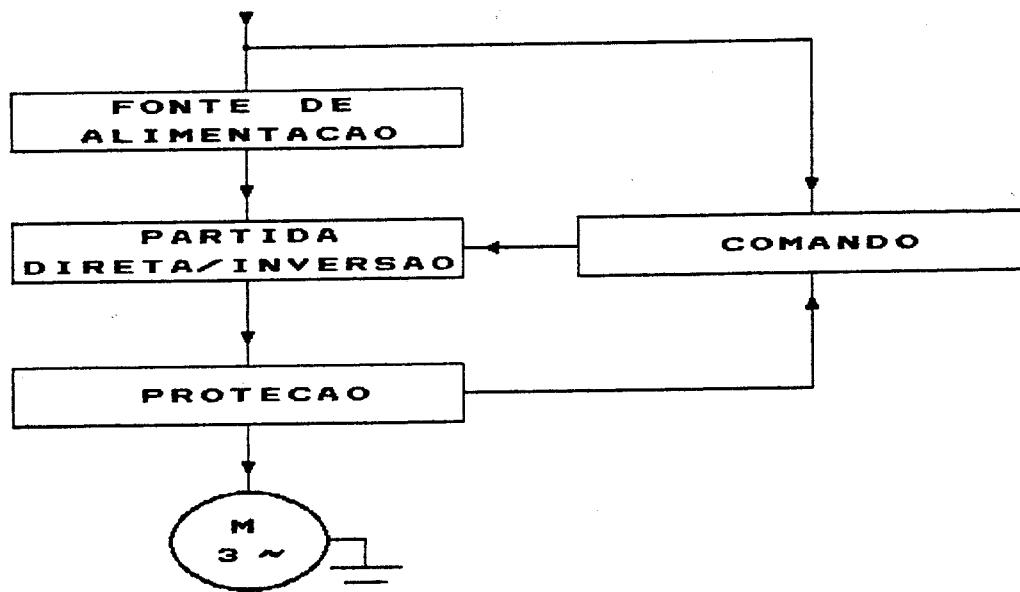 FONTE DE
ALIMENTACAO
PARTIDA
DIRETA/INVERSAO
COMANDO
PROTECAO
M
3 ~